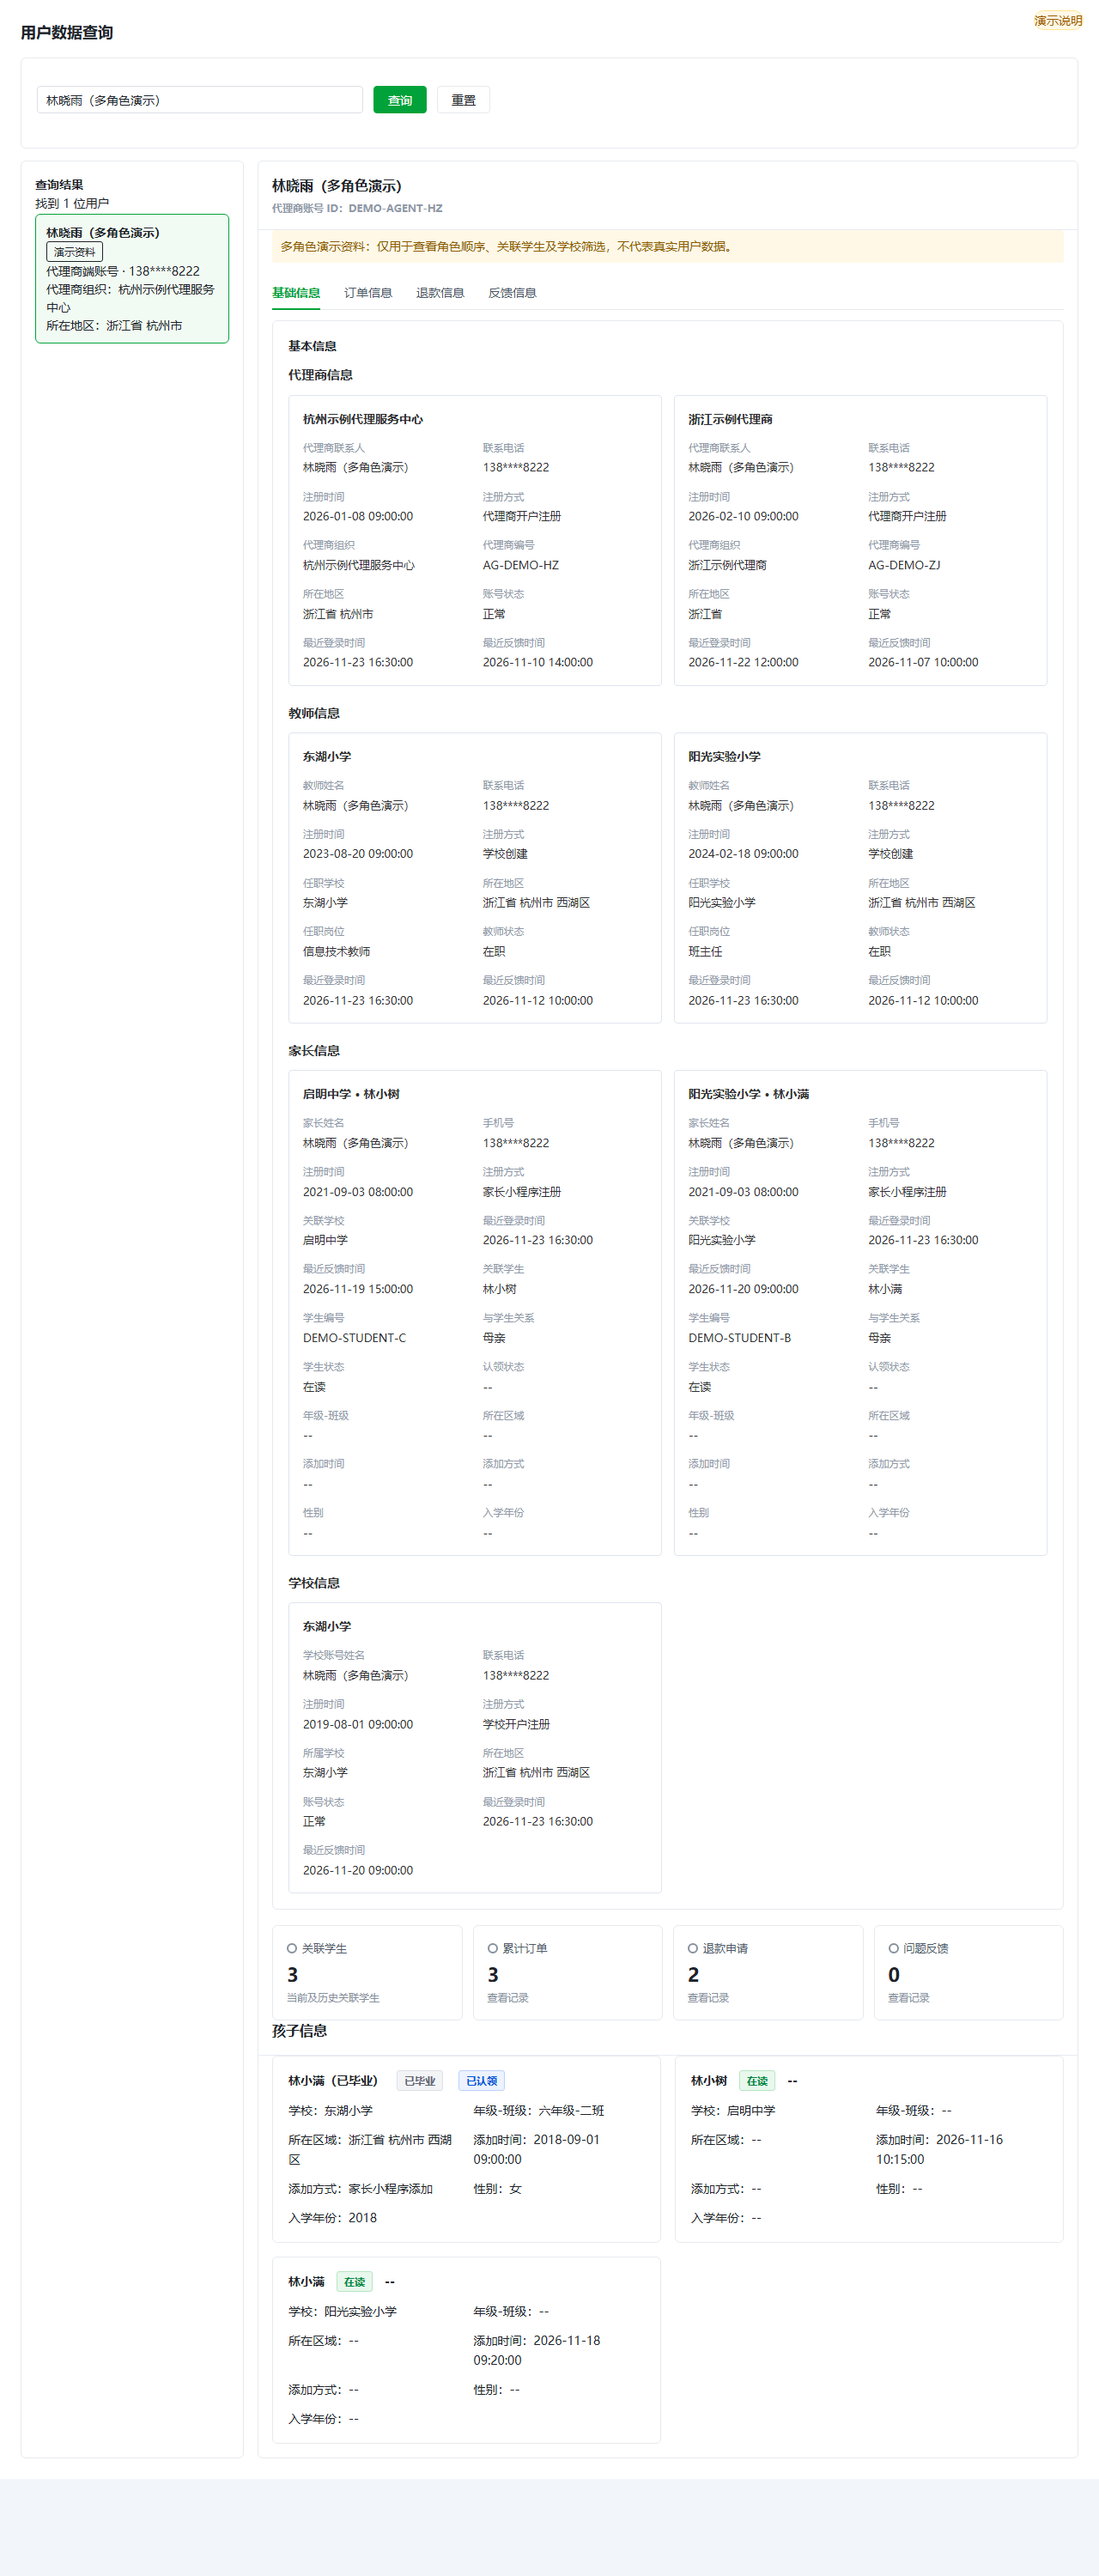 用户数据查询
演示说明
林晓雨（多角色演示）
查询
重置
查询结果
找到 1 位用户
林晓雨（多角色演示）
演示资料
代理商端账号 · 138****8222
代理商组织：杭州示例代理服务
中心
所在地区：浙江省 杭州市
林晓雨（多角色演示）
代理商账号 ID：DEMO-AGENT-HZ
多角色演示资料：仅用于查看角色顺序、关联学生及学校筛选，不代表真实用户数据。
基础信息 订单信息 退款信息 反馈信息
基本信息
代理商信息
杭州示例代理服务中心
代理商联系人 联系电话
林晓雨（多角色演示） 138****8222
注册时间 注册方式
2026-01-08 09:00:00 代理商开户注册
代理商组织 代理商编号
杭州示例代理服务中心 AG-DEMO-HZ
所在地区 账号状态
浙江省 杭州市 正常
最近登录时间 最近反馈时间
2026-11-23 16:30:00 2026-11-10 14:00:00
浙江示例代理商
代理商联系人 联系电话
林晓雨（多角色演示） 138****8222
注册时间 注册方式
2026-02-10 09:00:00 代理商开户注册
代理商组织 代理商编号
浙江示例代理商 AG-DEMO-ZJ
所在地区 账号状态
浙江省 正常
最近登录时间 最近反馈时间
2026-11-22 12:00:00 2026-11-07 10:00:00
教师信息
东湖小学
教师姓名 联系电话
林晓雨（多角色演示） 138****8222
注册时间 注册方式
2023-08-20 09:00:00 学校创建
任职学校 所在地区
东湖小学 浙江省 杭州市 西湖区
任职岗位 教师状态
信息技术教师 在职
最近登录时间 最近反馈时间
2026-11-23 16:30:00 2026-11-12 10:00:00
阳光实验小学
教师姓名 联系电话
林晓雨（多角色演示） 138****8222
注册时间 注册方式
2024-02-18 09:00:00 学校创建
任职学校 所在地区
阳光实验小学 浙江省 杭州市 西湖区
任职岗位 教师状态
班主任 在职
最近登录时间 最近反馈时间
2026-11-23 16:30:00 2026-11-12 10:00:00
家长信息
启明中学 • 林小树
家长姓名 手机号
林晓雨（多角色演示） 138****8222
注册时间 注册方式
2021-09-03 08:00:00 家长小程序注册
关联学校 最近登录时间
启明中学 2026-11-23 16:30:00
最近反馈时间 关联学生
2026-11-19 15:00:00 林小树
学生编号 与学生关系
DEMO-STUDENT-C 母亲
学生状态 认领状态
在读 --
年级-班级 所在区域
-- --
添加时间 添加方式
-- --
性别 入学年份
-- --
阳光实验小学 • 林小满
家长姓名 手机号
林晓雨（多角色演示） 138****8222
注册时间 注册方式
2021-09-03 08:00:00 家长小程序注册
关联学校 最近登录时间
阳光实验小学 2026-11-23 16:30:00
最近反馈时间 关联学生
2026-11-20 09:00:00 林小满
学生编号 与学生关系
DEMO-STUDENT-B 母亲
学生状态 认领状态
在读 --
年级-班级 所在区域
-- --
添加时间 添加方式
-- --
性别 入学年份
-- --
学校信息
东湖小学
学校账号姓名 联系电话
林晓雨（多角色演示） 138****8222
注册时间 注册方式
2019-08-01 09:00:00 学校开户注册
所属学校 所在地区
东湖小学 浙江省 杭州市 西湖区
账号状态 最近登录时间
正常 2026-11-23 16:30:00
最近反馈时间
2026-11-20 09:00:00
关联学生
3
当前及历史关联学生
累计订单
3
查看记录
退款申请
2
查看记录
问题反馈
0
查看记录
孩子信息
林小满（已毕业） 已毕业 已认领
学校：东湖小学 年级-班级：六年级-二班
所在区域：浙江省 杭州市 西湖 添加时间：2018-09-01
区 09:00:00
添加方式：家长小程序添加 性别：女
入学年份：2018
林小树 在读 --
学校：启明中学 年级-班级：--
所在区域：-- 添加时间：2026-11-16
10:15:00
添加方式：-- 性别：--
入学年份：--
林小满 在读 --
学校：阳光实验小学 年级-班级：--
所在区域：-- 添加时间：2026-11-18
09:20:00
添加方式：-- 性别：--
入学年份：--